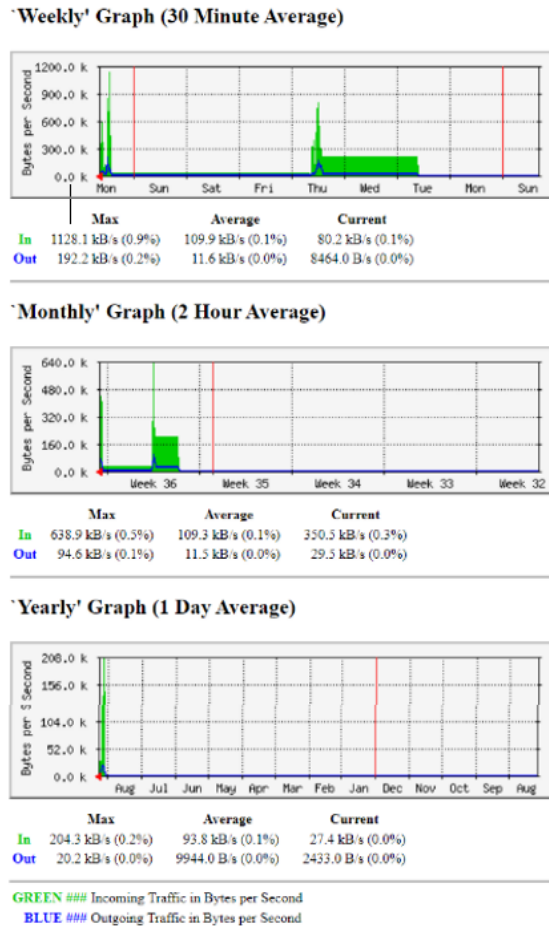 `Weekly' Graph (30 Minute Average)
Bytes per Second
1200.0 k
900.0 k
600.0 k
300.0 k
0.0 k
Mon Sun Sat Fri Thu Wed Tue Mon Sun
Max Average Current
In 1128.1 kB/s (0.9%) 109.9 kB/s (0.1%) 80.2 kB/s (0.1%)
Out 192.2 kB/s (0.2%) 11.6 kB/s (0.0%) 8464.0 B/s (0.0%)
`Monthly' Graph (2 Hour Average)
Bytes per Second
640.0 k
480.0 k
320.0 k
160.0 k
0.0 k
Week 36 Week 35 Week 34 Week 33 Week 32
Max Average Current
In 638.9 kB/s (0.5%) 109.3 kB/s (0.1%) 350.5 kB/s (0.3%)
Out 94.6 kB/s (0.1%) 11.5 kB/s (0.0%) 29.5 kB/s (0.0%)
`Yearly' Graph (1 Day Average)
Bytes per S Second
208.0 k
156.0 k
104.0 k
52.0 k
0.0 k
Aug Jul Jun May Apr Mar Feb Jan Dec Nov Oct Sep Aug
Max Average Current
In 204.3 kB/s (0.2%) 93.8 kB/s (0.1%) 27.4 kB/s (0.0%)
Out 20.2 kB/s (0.0%) 9944.0 B/s (0.0%) 2433.0 B/s (0.0%)
GREEN ### Incoming Traffic in Bytes per Second
BLUE ### Outgoing Traffic in Bytes per Second